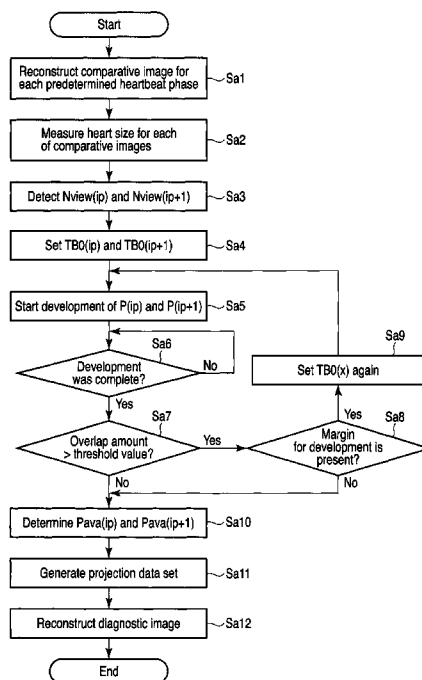 Start
Reconstruct comparative image for
each predetermined heartbeat phase
Sa1
Measure heart size for each
of comparative images
Sa2
Detect Nview(ip) and Nview(ip+1)
Sa3
Set TB0(ip) and TB0(ip+1)
Sa4
Start development of P(ip) and P(ip+1)
Sa5
Sa6
Development
was complete?
No
Yes
Sa9
Set TB0(x) again
Sa7
Overlap amount
> threshold value?
Yes
No
Yes
Sa8
Margin
for development is
present?
No
Determine Pava(ip) and Pava(ip+1)
Sa10
Generate projection data set
Sa11
Reconstruct diagnostic image
Sa12
End